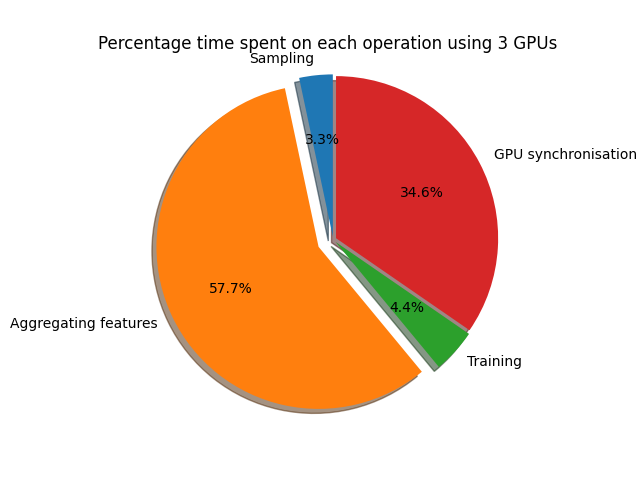 Percentage time spent on each operation using 3 GPUs
Sampling
3.3%
GPU synchronisation
34.6%
57.7%
4.4%
Aggregating features
Training